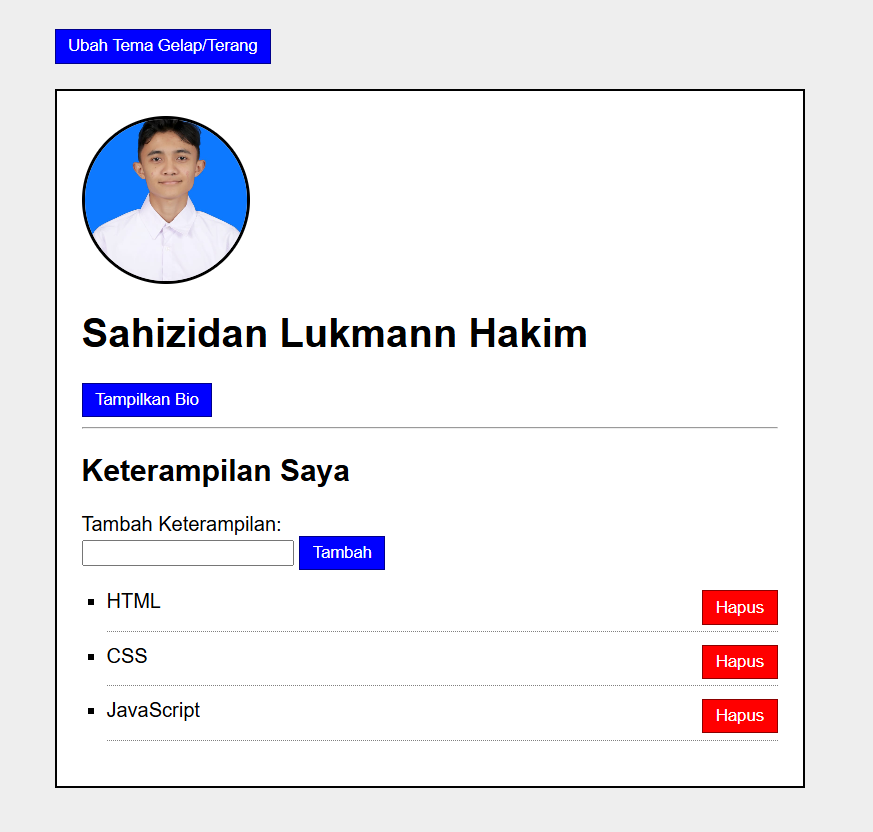 Ubah Tema Gelap/Terang
Sahizidan Lukmann Hakim
Tampilkan Bio
Keterampilan Saya
Tambah Keterampilan:
Tambah
HTML Hapus
CSS Hapus
JavaScript Hapus